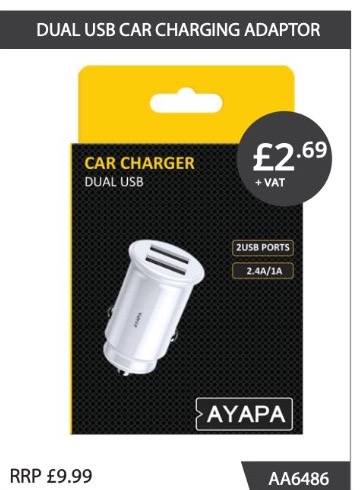 DUAL USB CAR CHARGING ADAPTOR
£2.69
+ VAT
CAR CHARGER
DUAL USB
2USB PORTS
2.4A/1A
AYAPA
AYAPA
RRP £9.99
AA6486